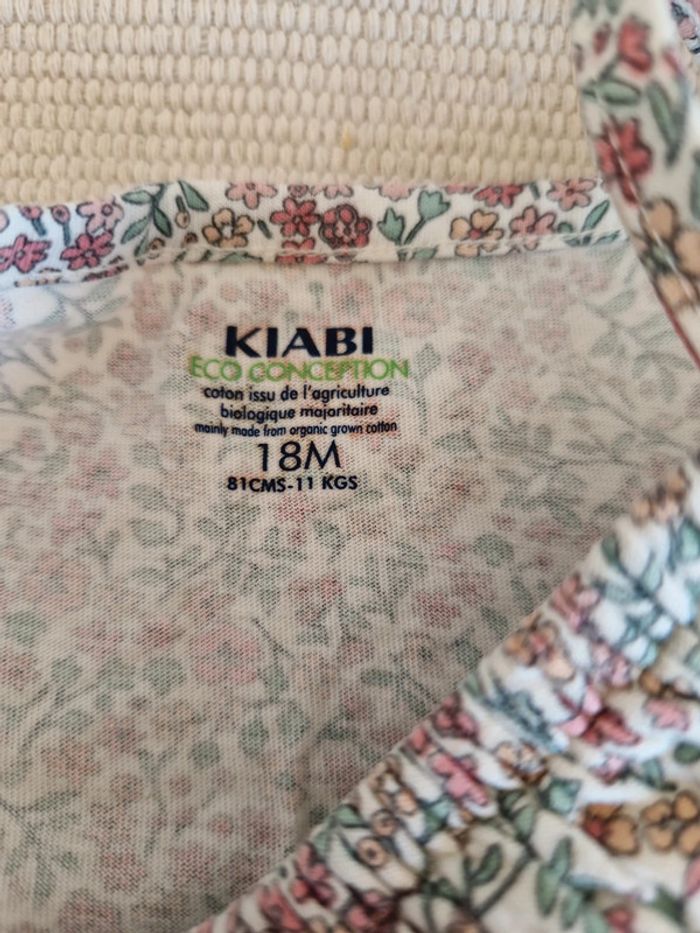 KIABI
ECO CONCEPTION
coton issu de l'agriculture
biologique majoritaire
mainly made from organic grown cotton
18M
81CMS-11 KGS